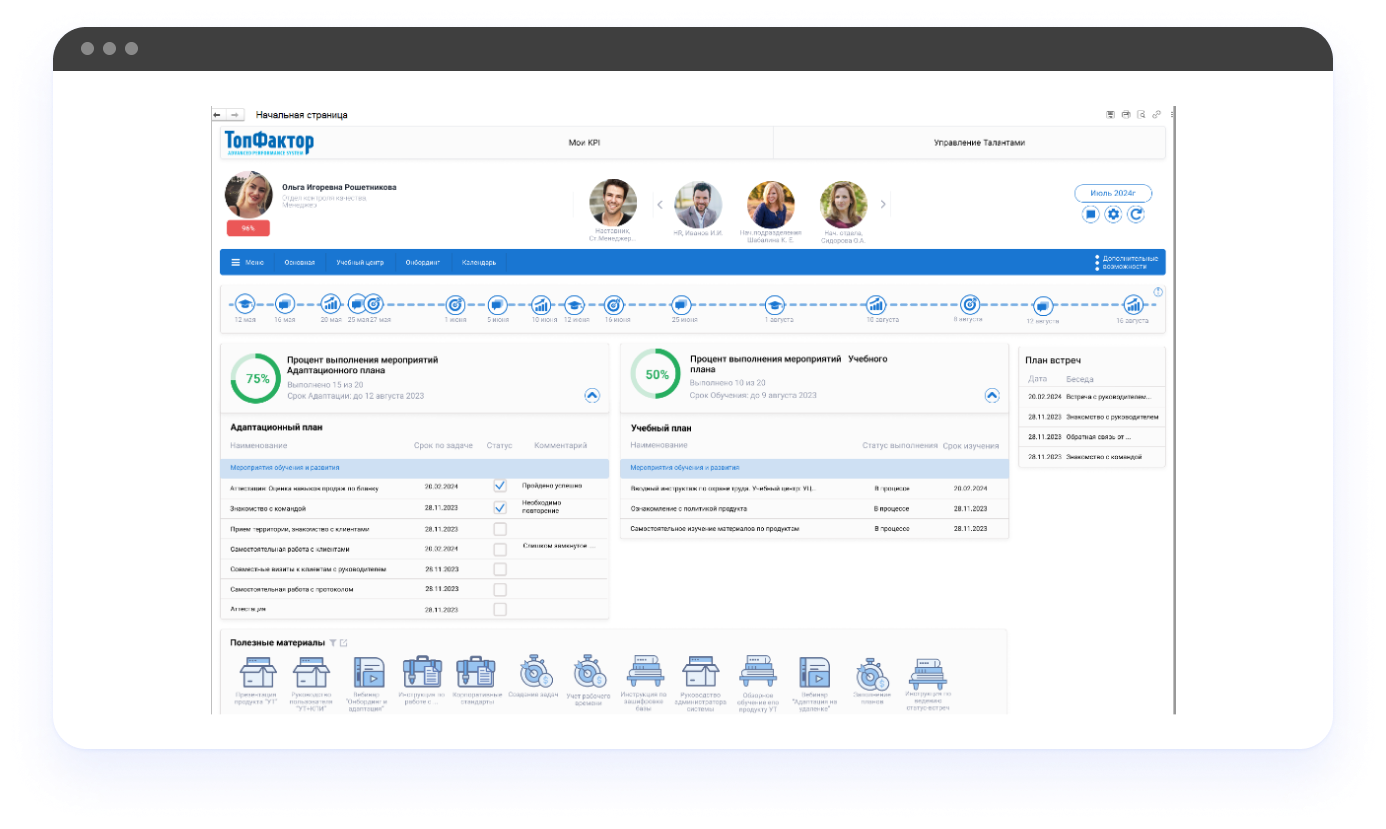 Начальная страница
ТопФактор
ADVANCED PERFORMANCE SYSTEM
Мои KPI
Управление Талантами
Ольга Игоревна Рошетникова
Отдел контроля качества
Менеджер
96%
Наставник,
Ст.Менеджер...
HR, Иванов И.И.
Нач.подразделения
Шабалина К. Е.
Нач. отдела,
Сидорова О.А.
Июль 2024г
Меню
Основная
Учебный центр
Онбординг
Календарь
Дополнительные
возможности
12 мая
16 мая
20 мая
25 мая
27 мая
1 июня
5 июня
10 июня
12 июня
16 июня
25 июня
1 августа
августа
августа
12 августа
16 августа
75%
Процент выполнения мероприятий
Адаптационного плана
Выполнено 15 из 20
Срок Адаптации: до 12 августа 2023
50%
Процент выполнения мероприятий Учебного
плана
Выполнено 10 из 20
Срок Обучения: до 9 августа 2023
План встреч
Дата Беседа
20.02.2024 Встреча с руководителем...
28.11.2023 Знакомство с руководителем
28.11.2023 Обратная связь от ...
28.11.2023 Знакомство с командой
Адаптационный план
Наименование Срок по задаче Статус Комментарий
Мероприятия обучения и развития
Аттестация: Оценка навыков продаж по бланку 20.02.2024 Пройдено успешно
Знакомство с командой 28.11.2023 Необходимо
повторение
Прием территории, знакомство с клиентами 28.11.2023
Самостоятельная работа с клиентами 20.02.2024 Слишком замкнутое ...
Совместные визиты к клиентам с руководителем 28.11.2023
Самостоятельная работа с протоколом 28.11.2023
Аттестация 28.11.2023
Учебный план
Наименование Статус выполнения Срок изучения
Мероприятия обучения и развития
Вводный инструктаж по охране труда. Учебный центр: УЦ... В процессе 20.02.2024
Ознакомление с политикой продукта В процессе 28.11.2023
Самостоятельное изучение материалов по продуктам В процессе 28.11.2023
Полезные материалы
Презентация
продукта "УТ"
Руководство
пользователя
"УТ+КПИ"
Вебинар
"Онбординг и
адаптация"
Инструкция по
работе с ...
Корпоративные
стандарты
Создание задач
Учет рабочего
времени
Инструкция по
базы
Руководство
администратора
системы
Обзорное
обучение по
продукту УТ
Вебинар
"Адаптация на
удаленке"
Заполнение
планов
Инструкция по
ведению
статус-встреч